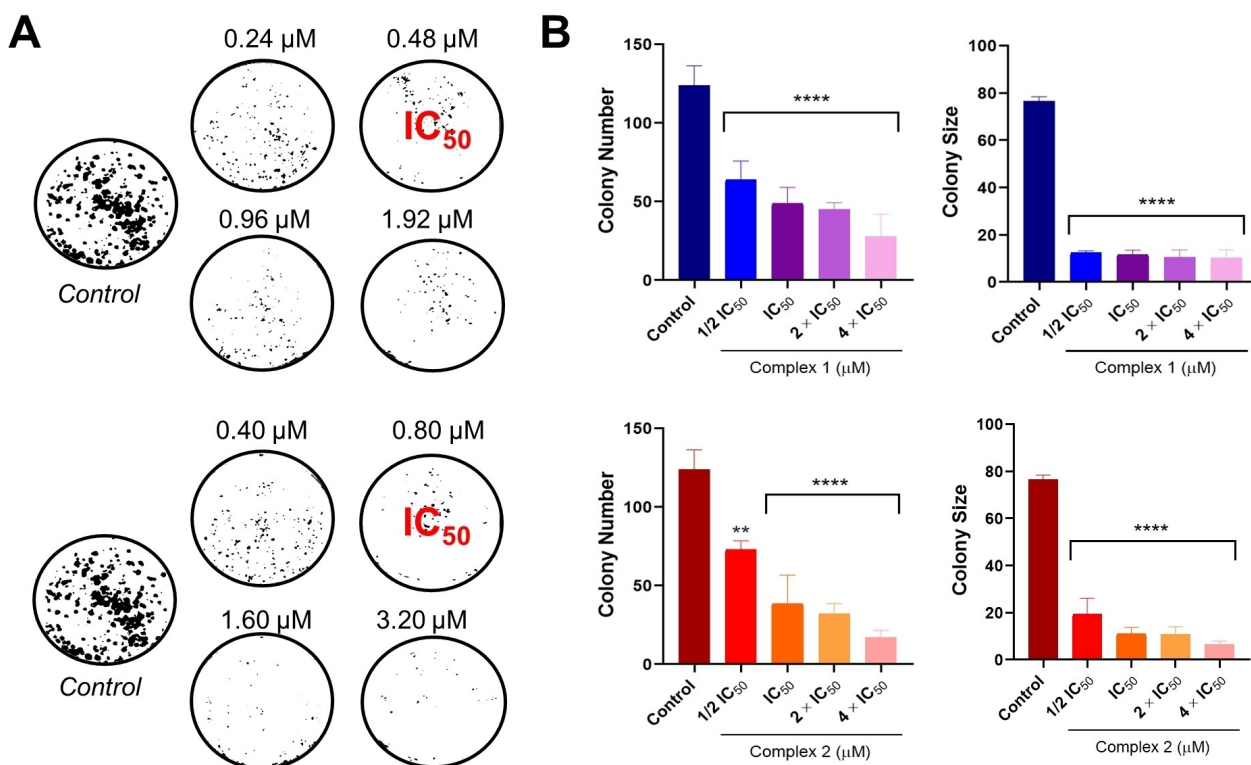 A
0.24 µM
0.48 µM
IC50
0.96 µM
1.92 µM
Control
0.40 µM
0.80 µM
IC50
1.60 µM
3.20 µM
Control
B
150
100
50
0
Colony Number
****
Control
1/2 IC50
IC50
2 × IC50
4 × IC50
Complex 1 (µM)
100
80
60
40
20
0
Colony Size
****
Control
1/2 IC50
IC50
2 × IC50
4 × IC50
Complex 1 (µM)
150
100
50
0
Colony Number
**
****
Control
1/2 IC50
IC50
2 × IC50
4 × IC50
Complex 2 (µM)
100
80
60
40
20
0
Colony Size
****
Control
1/2 IC50
IC50
2 × IC50
4 × IC50
Complex 2 (µM)